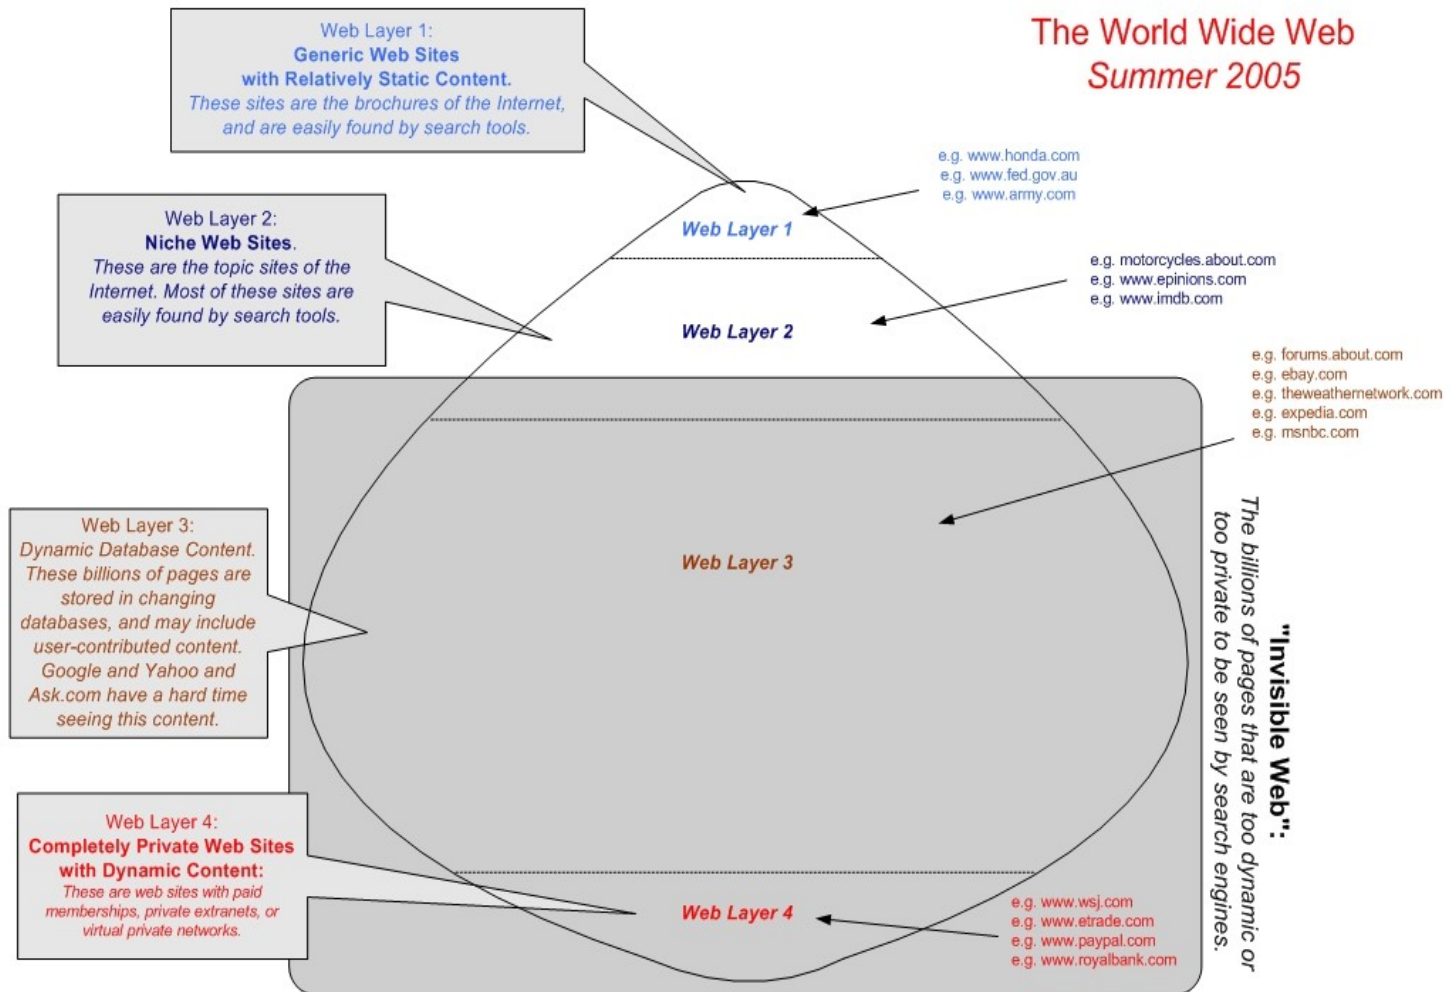 The World Wide Web
Summer 2005
Web Layer 1:
Generic Web Sites
with Relatively Static Content.
These sites are the brochures of the Internet,
and are easily found by search tools.
e.g. www.honda.com
e.g. www.fed.gov.au
e.g. www.army.com
Web Layer 1
Web Layer 2:
Niche Web Sites.
These are the topic sites of the
Internet. Most of these sites are
easily found by search tools.
e.g. motorcycles.about.com
e.g. www.epinions.com
e.g. www.imdb.com
Web Layer 2
e.g. forums.about.com
e.g. ebay.com
e.g. theweathernetwork.com
e.g. expedia.com
e.g. msnbc.com
Web Layer 3:
Dynamic Database Content.
These billions of pages are
stored in changing
databases, and may include
user-contributed content.
Google and Yahoo and
Ask.com have a hard time
seeing this content.
Web Layer 3
"Invisible Web":
The billions of pages that are too dynamic or
too private to be seen by search engines.
Web Layer 4:
Completely Private Web Sites
with Dynamic Content:
These are web sites with paid
memberships, private extranets, or
virtual private networks.
Web Layer 4
e.g. www.wsj.com
e.g. www.etrade.com
e.g. www.paypal.com
e.g. www.royalbank.com